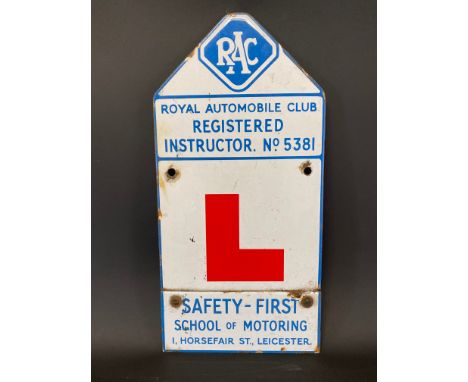 RAC
ROYAL AUTOMOBILE CLUB
REGISTERED
INSTRUCTOR. Nº 5381
L
SAFETY-FIRST
SCHOOL OF MOTORING
1, HORSEFAIR ST., LEICESTER.